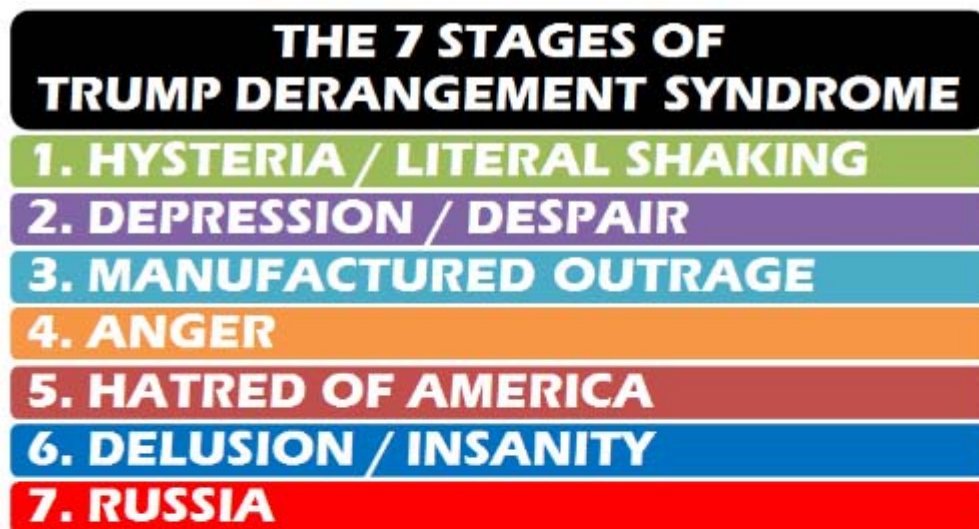 THE 7 STAGES OF
TRUMP DERANGEMENT SYNDROME
1. HYSTERIA / LITERAL SHAKING
2. DEPRESSION / DESPAIR
3. MANUFACTURED OUTRAGE
4. ANGER
5. HATRED OF AMERICA
6. DELUSION / INSANITY
7. RUSSIA